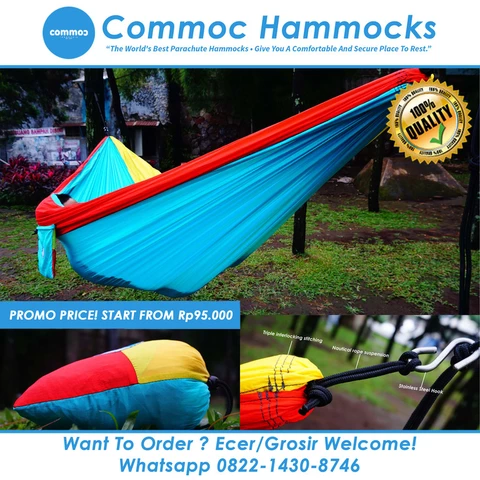 commoc
Commoc Hammocks
"The World's Best Parachute Hammocks • Give You A Comfortable And Secure Place To Rest."
100%
QUALITY
PROMO PRICE! START FROM Rp95.000
Triple interlocking stitching
Nautical rope suspension
Stainless Steel Hook
Want To Order ? Ecer/Grosir Welcome!
Whatsapp 0822-1430-8746